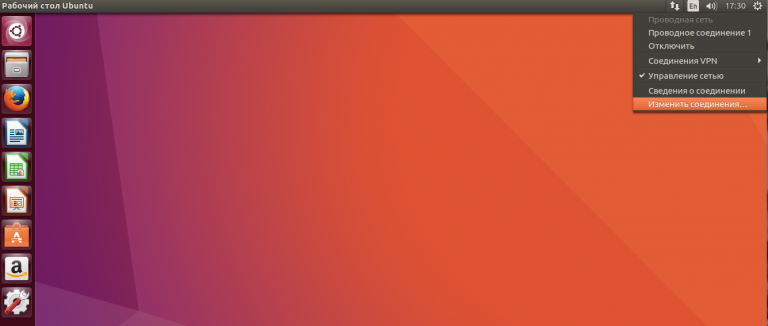 Рабочий стол Ubuntu
En
17:30
Проводная сеть
Проводное соединение 1
Отключить
Соединения VPN
Управление сетью
Сведения о соединении
Изменить соединения...
a